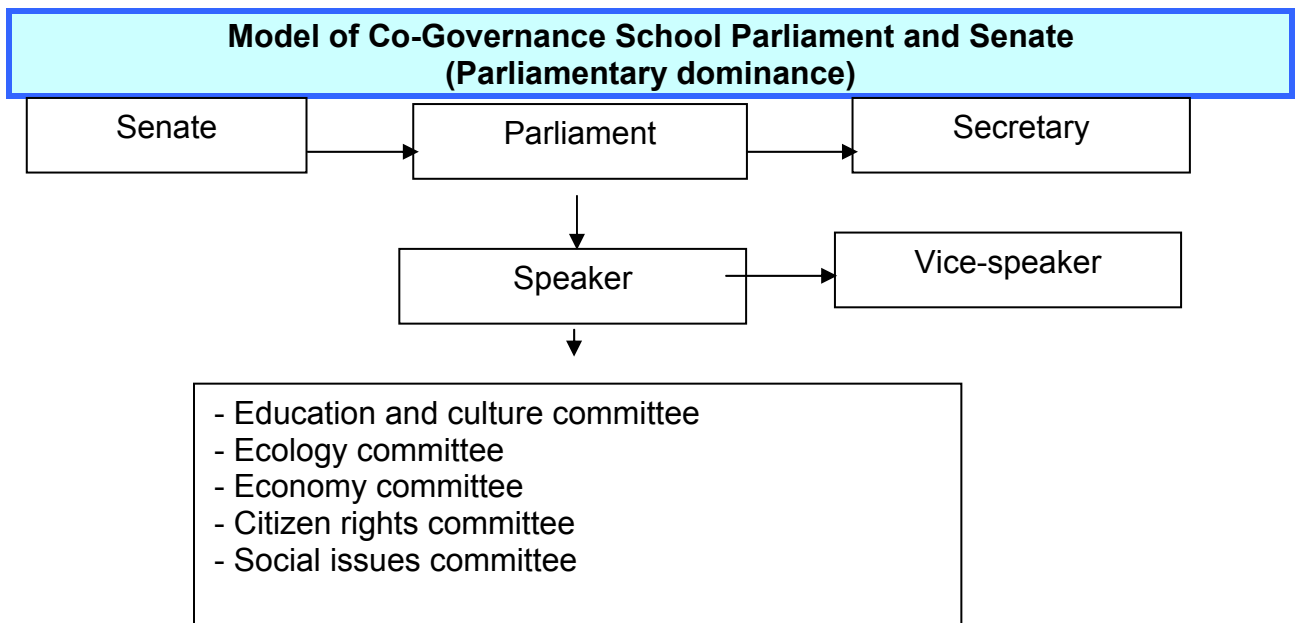 Model of Co-Governance School Parliament and Senate
(Parliamentary dominance)
Senate
Parliament
Secretary
Speaker
Vice-speaker
- Education and culture committee
- Ecology committee
- Economy committee
- Citizen rights committee
- Social issues committee